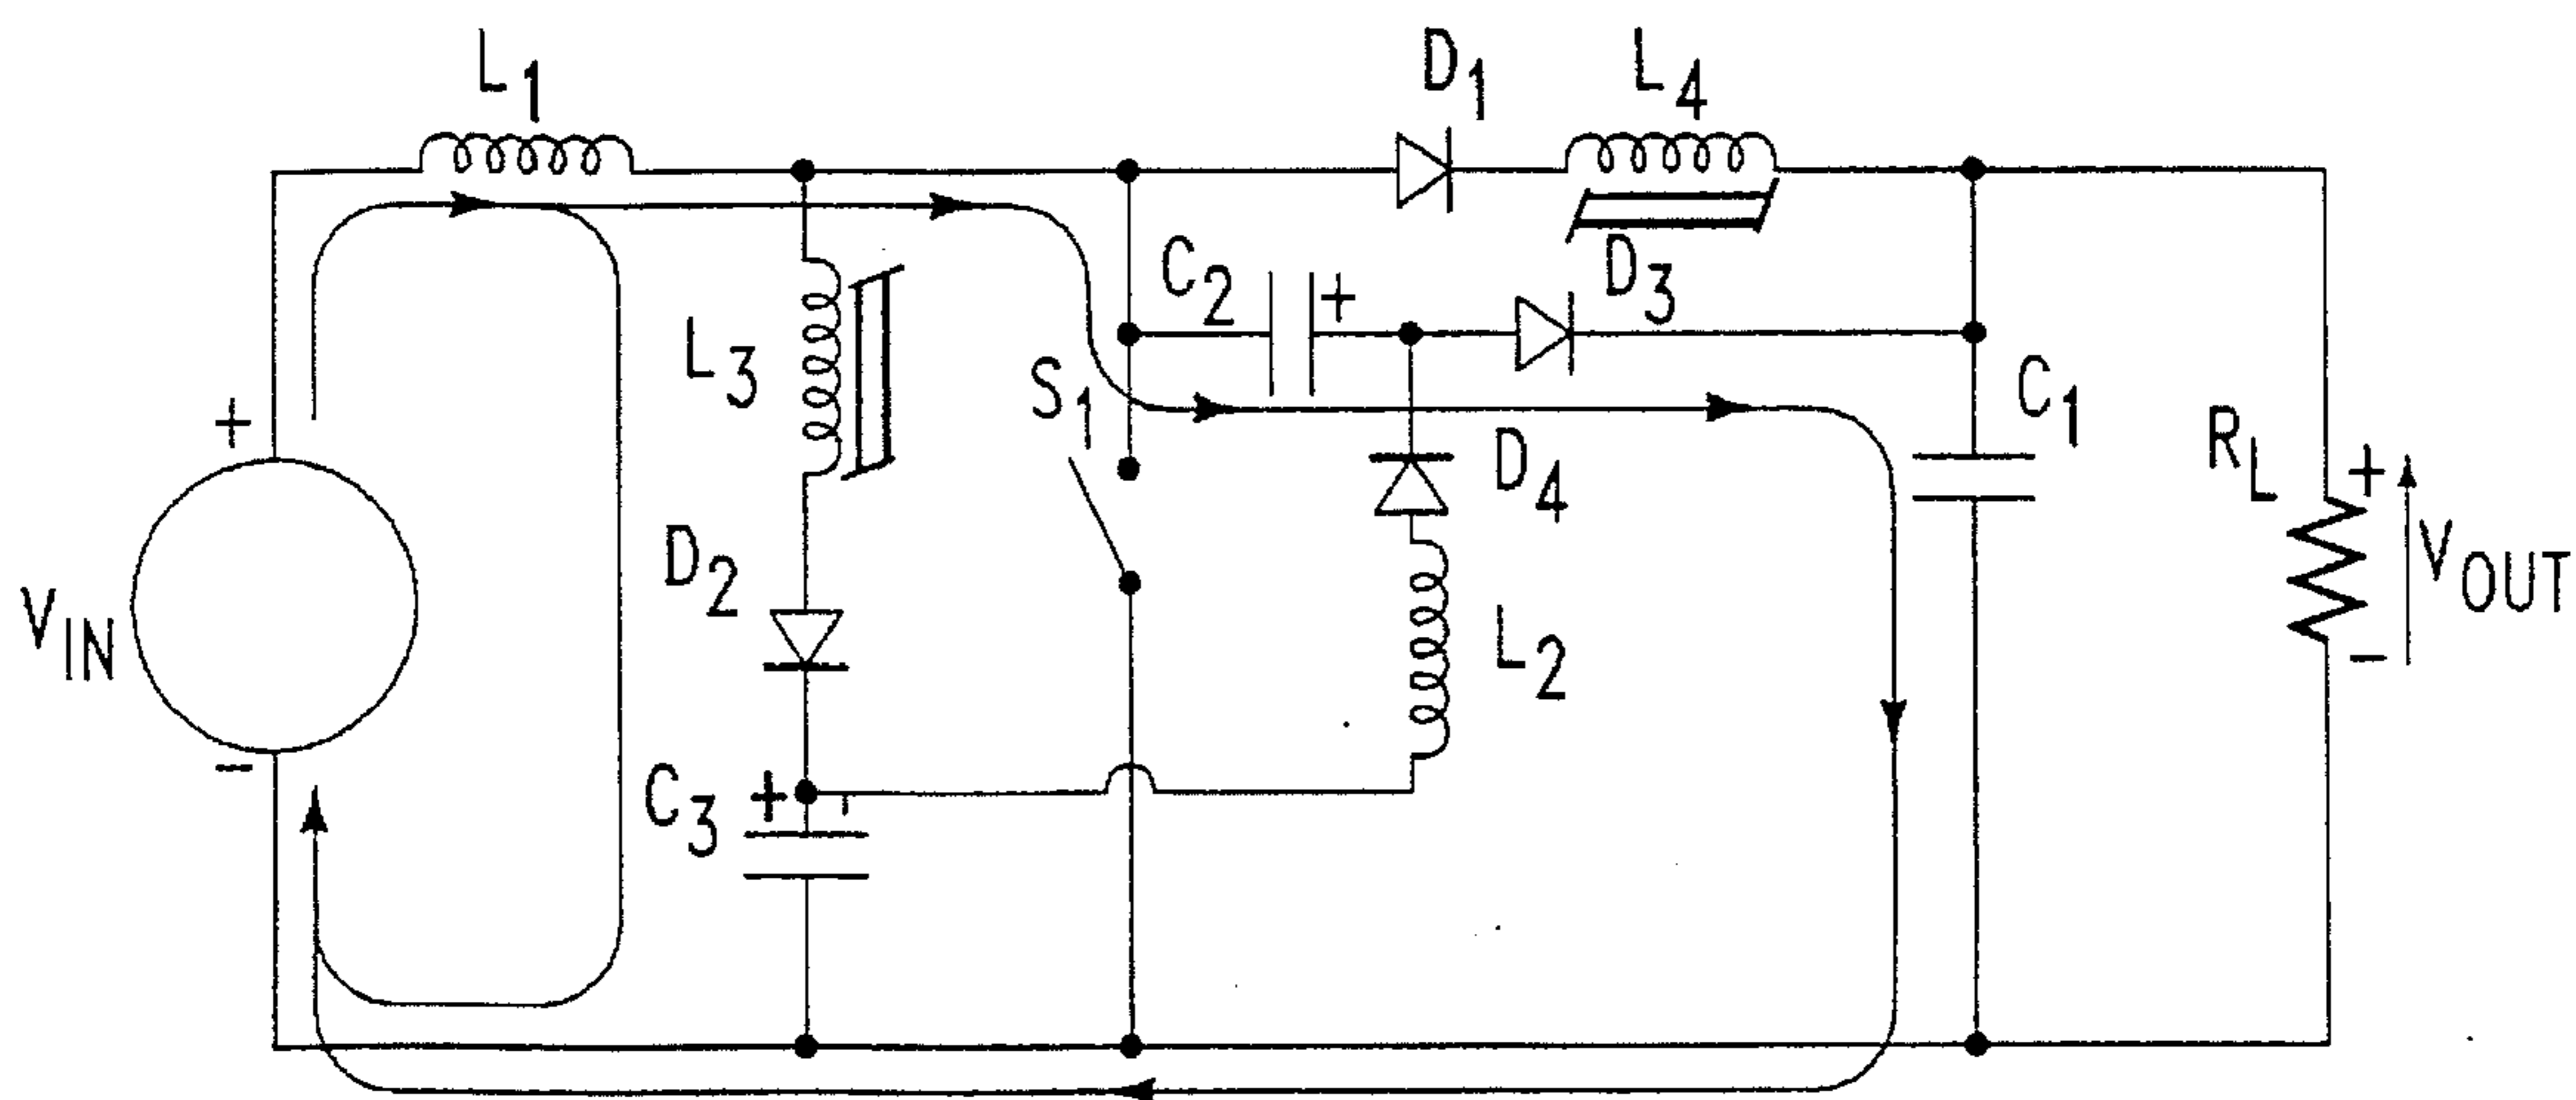 L1
D1
L4
C2
+
D3
L3
S1
C1
+
RL
+
D4
VOUT
D2
L2
VIN
-
-
C3
+